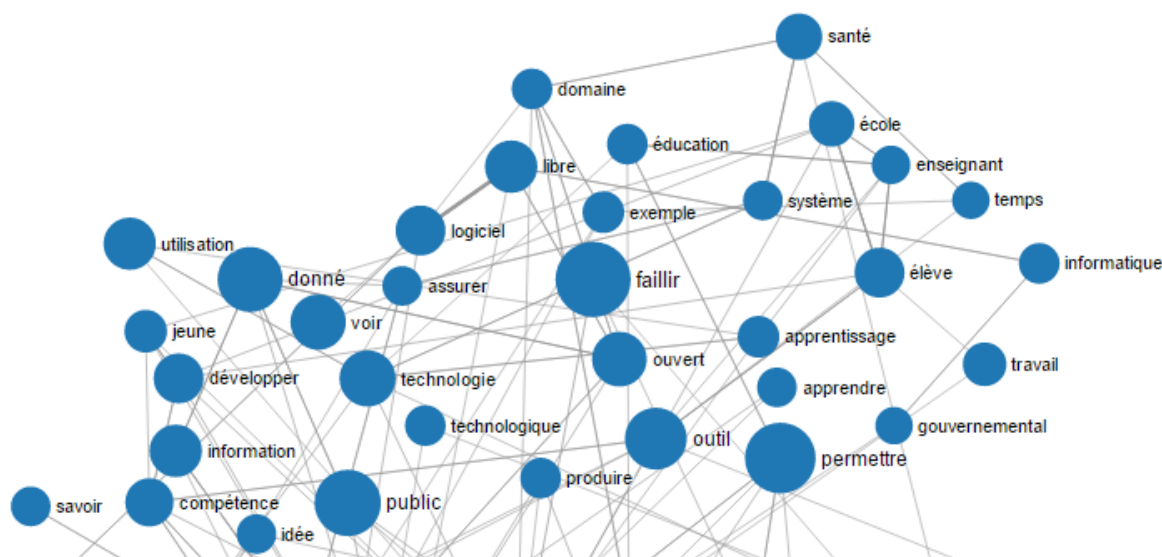 santé
domaine
école
éducation
enseignant
libre
système
temps
exemple
logiciel
utilisation
informatique
élève
donné
faillir
assurer
voir
jeune
apprentissage
ouvert
travail
développer
technologie
apprendre
technologique
gouvernemental
outil
information
permettre
produire
savoir
compétence
public
idée